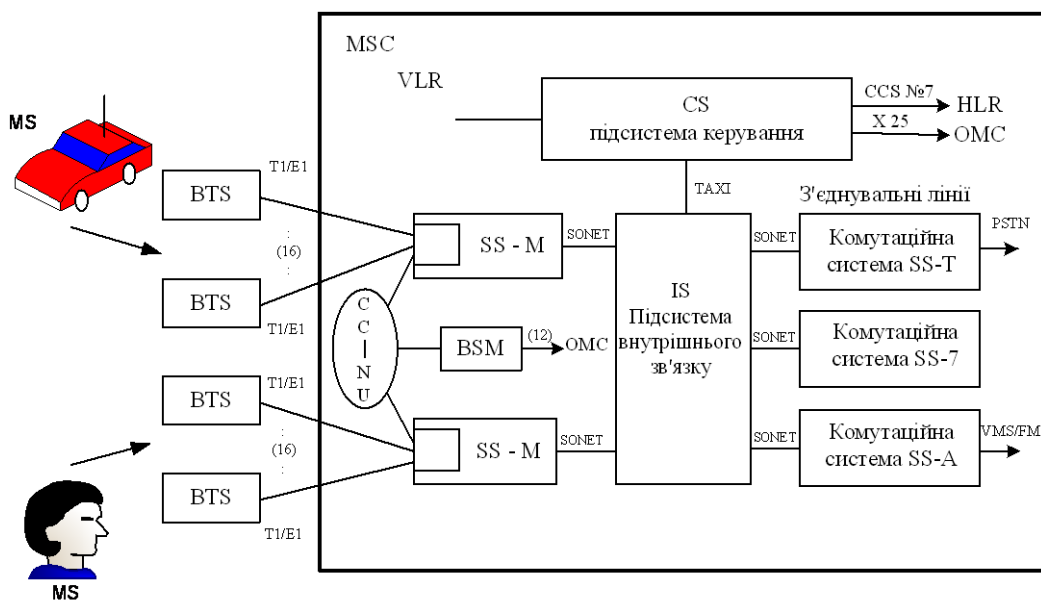 MSC
VLR
CS
підсистема керування
CCS №7
HLR
X 25
OMC
MS
T1/E1
BTS
:
(16)
:
BTS
T1/E1
TAXI
З'єднувальні лінії
SS - M
SONET
IS
Підсистема
внутрішнього
зв'язку
SONET
Комутаційна
система SS-T
PSTN
CC
INU
BSM
(12)
OMC
Комутаційна
система SS-7
T1/E1
BTS
:
(16)
:
BTS
T1/E1
SS - M
SONET
SONET
Комутаційна
система SS-A
VMS/FM
MS